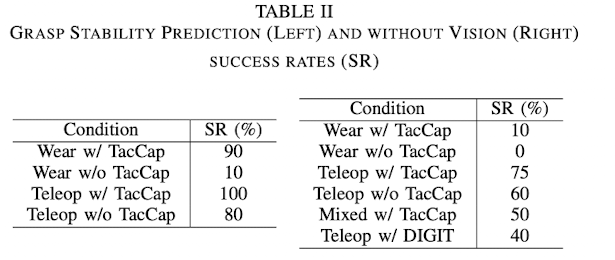 TABLE II
GRASP STABILITY PREDICTION (LEFT) AND WITHOUT VISION (RIGHT)
SUCCESS RATES (SR)
Condition SR (%)
Wear w/ TacCap 90
Wear w/o TacCap 10
Teleop w/ TacCap 100
Teleop w/o TacCap 80
Condition SR (%)
Wear w/ TacCap 10
Wear w/o TacCap 0
Teleop w/ TacCap 75
Teleop w/o TacCap 60
Mixed w/ TacCap 50
Teleop w/ DIGIT 40